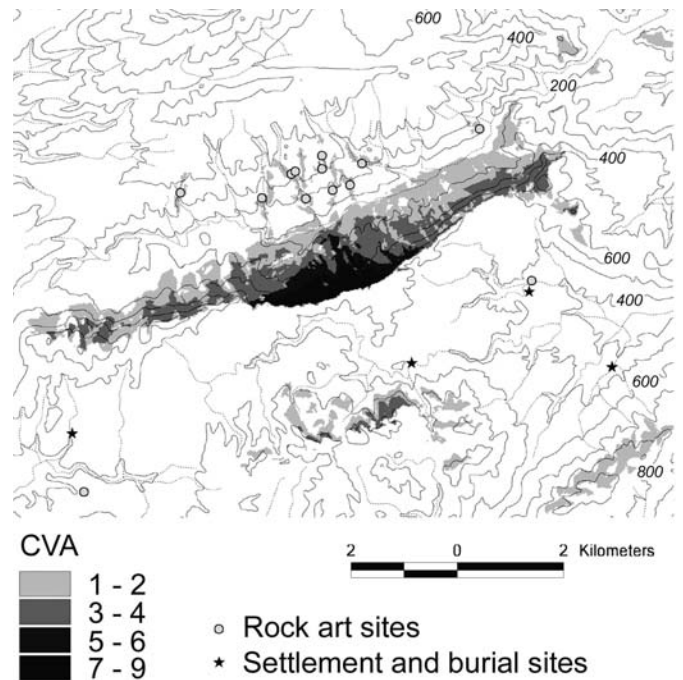 600
400
200
400
600
400
600
800
CVA
1 - 2
3 - 4
5 - 6
7 - 9
2 0 2 Kilometers
Rock art sites
Settlement and burial sites